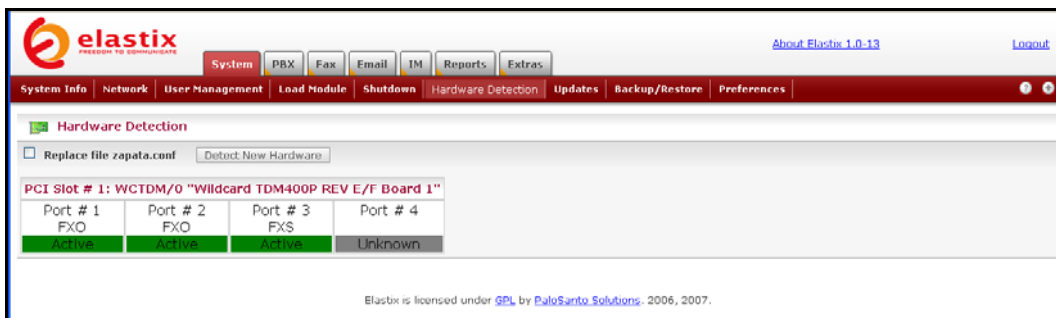 elastix
FREEDOM TO COMMUNICATE
About Elastix 1.0-13 Logout
System PBX Fax Email IM Reports Extras
System Info Network User Management Load Module Shutdown Hardware Detection Updates Backup/Restore Preferences
Hardware Detection
Replace file zapata.conf Detect New Hardware
PCI Slot # 1: WCTDM/0 "Wildcard TDM400P REV E/F Board 1"
Port # 1 Port # 2 Port # 3 Port # 4
FXO FXO FXS
Active Active Active Unknown
Elastix is licensed under GPL by PaloSanto Solutions. 2006, 2007.